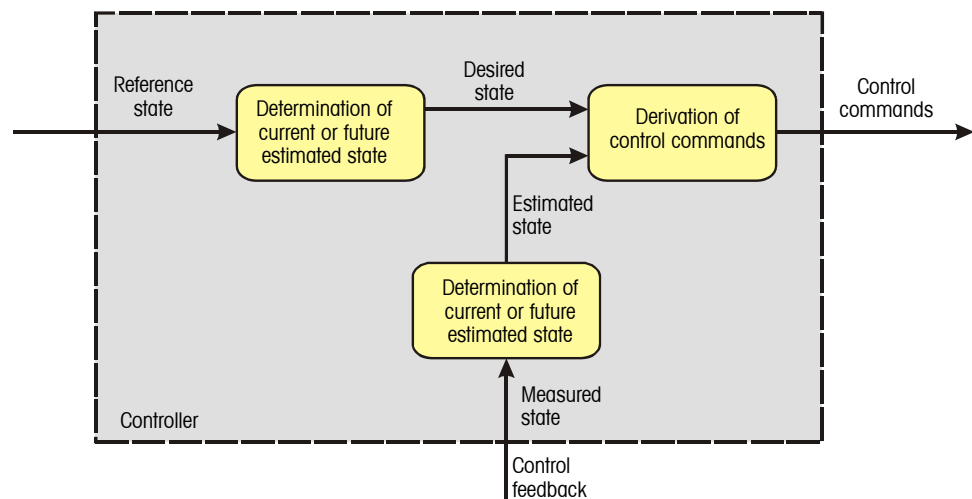 Reference
state
Determination of
current or future
estimated state
Desired
state
Derivation of
control commands
Control
commands
Estimated
state
Determination of
current or future
estimated state
Measured
state
Controller
Control
feedback